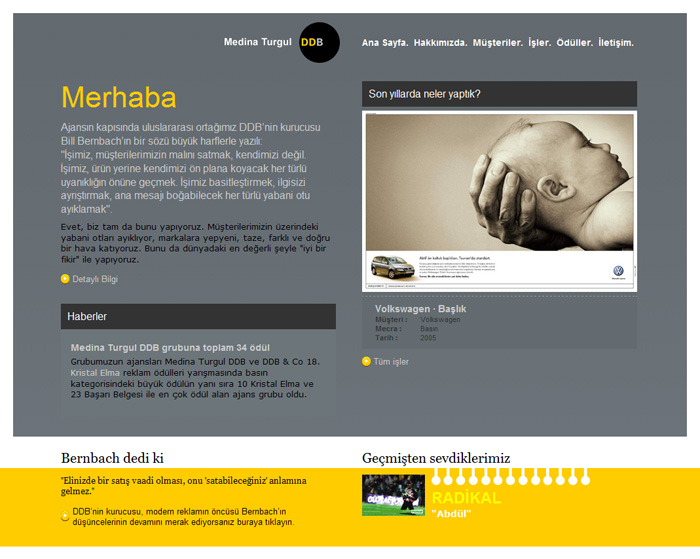 Medina Turgul DDB
Ana Sayfa. Hakkımızda. Müşteriler. İşler. Ödüller. İletişim.
Merhaba
Ajansın kapısında uluslararası ortağımız DDB'nin kurucusu
Bill Bernbach'ın bir sözü büyük harflerle yazılı:
"İşimiz, müşterilerimizin malını satmak, kendimizi değil.
İşimiz, ürün yerine kendimizi ön plana koyacak her türlü
uyanıklığın önüne geçmek. İşimiz basitleştirmek, ilgisizi
ayrıştırmak, ana mesajı boğabilecek her türlü yabani otu
ayıklamak".
Evet, biz tam da bunu yapıyoruz. Müşterilerimizin üzerindeki
yabani otları ayıklıyor, markalara yepyeni, taze, farklı ve doğru
bir hava katıyoruz. Bunu da dünyadaki en değerli şeyle "iyi bir
fikir" ile yapıyoruz.
Detaylı Bilgi
Haberler
Medina Turgul DDB grubuna toplam 34 ödül
Grubumuzun ajansları Medina Turgul DDB ve DDB & Co 18.
Kristal Elma reklam ödülleri yarışmasında basın
kategorisindeki büyük ödülün yanı sıra 10 Kristal Elma ve
23 Başarı Belgesi ile en çok ödül alan ajans grubu oldu.
Son yıllarda neler yaptık?
Volkswagen - Başlık
Müşteri : Volkswagen
Mecra : Basın
Tarih : 2005
Tüm işler
Bernbach dedi ki
"Elinizde bir satış vaadi olması, onu 'satabileceğiniz' anlamına
gelmez."
DDB'nin kurucusu, modern reklamın öncüsü Bernbach'ın
düşüncelerinin devamını merak ediyorsanız buraya tıklayın.
Geçmişten sevdiklerimiz
RADİKAL
"Abdül"